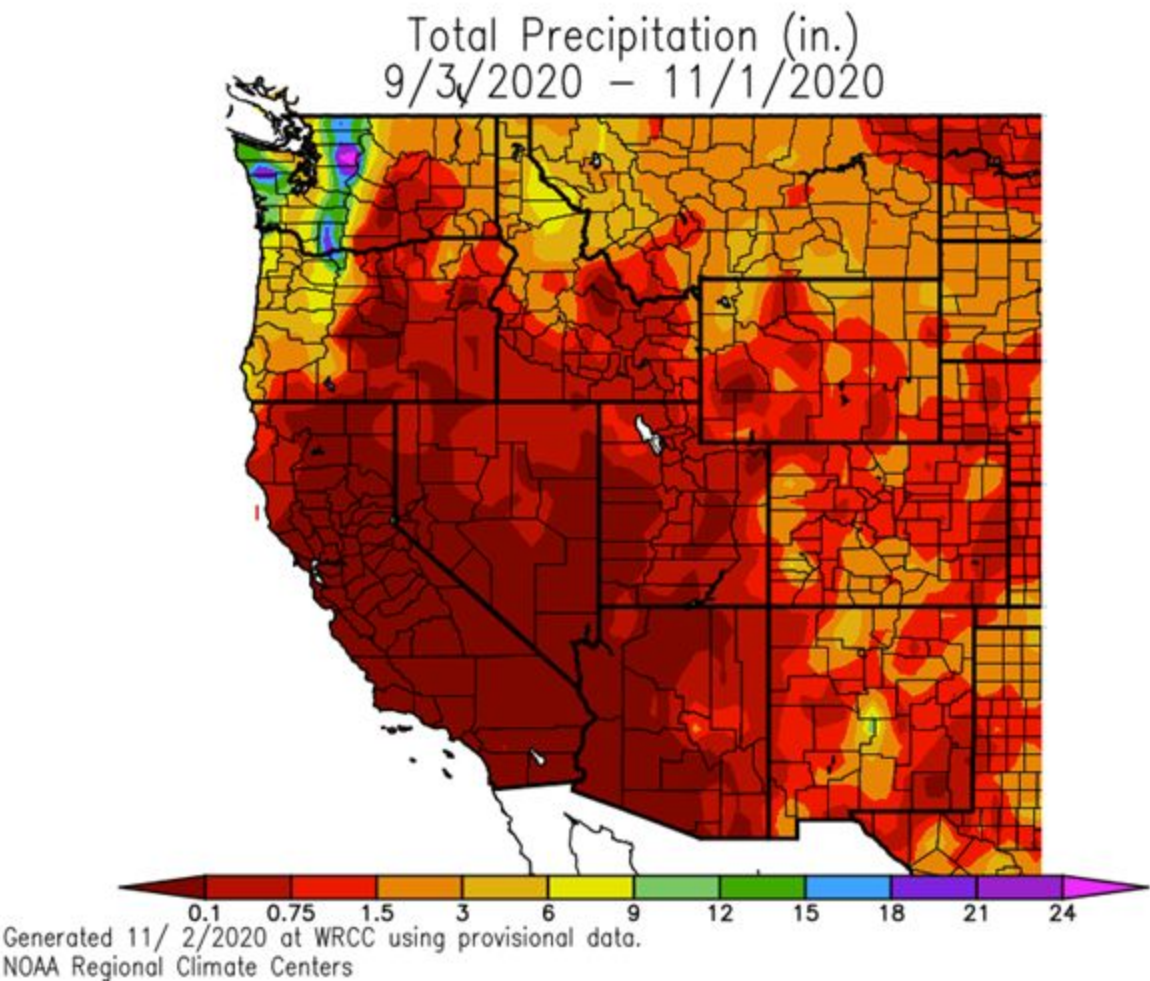 Total Precipitation (in.)
9/3/2020 – 11/1/2020
0.1 0.75 1.5 3 6 9 12 15 18 21 24
Generated 11/ 2/2020 at WRCC using provisional data.
NOAA Regional Climate Centers